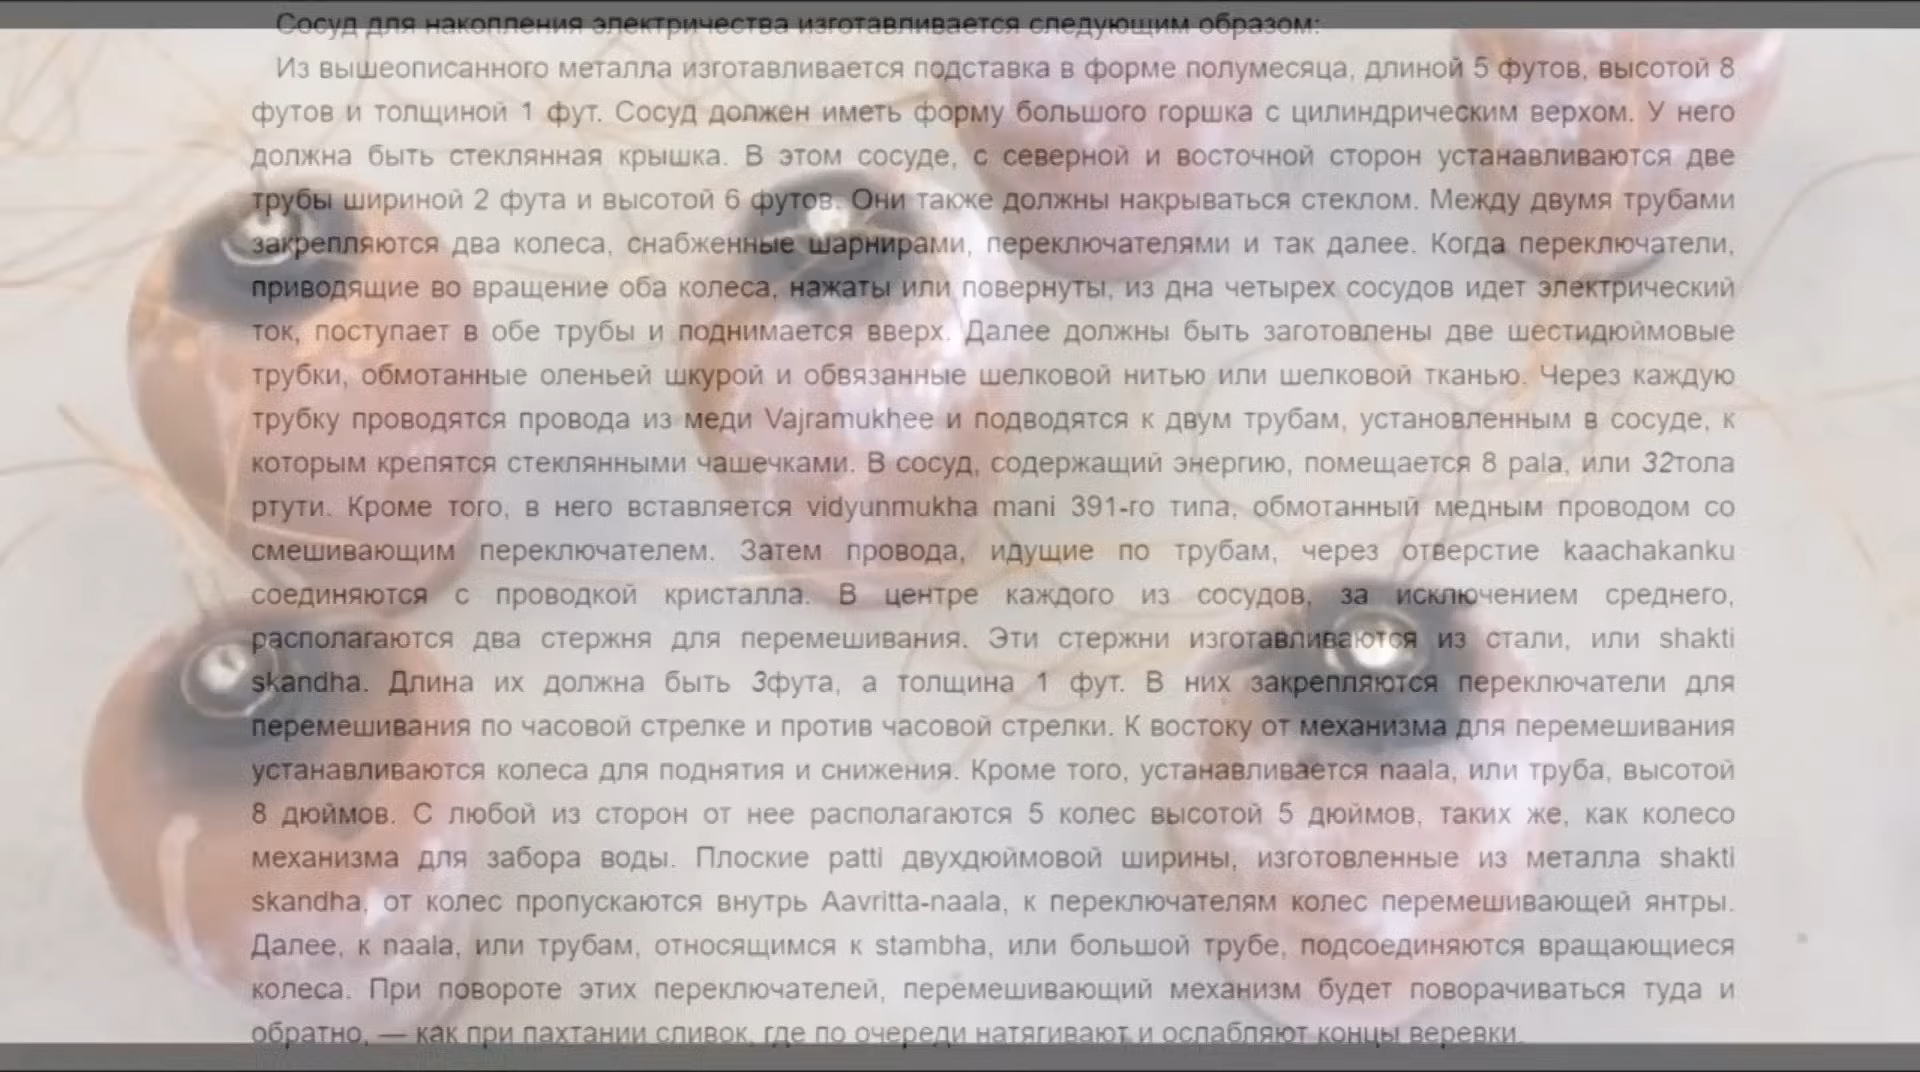 Сосуд для накопления электричества изготавливается следующим образом:
Из вышеописанного металла изготавливается подставка в форме полумесяца, длиной 5 футов, высотой 8
футов и толщиной 1 фут. Сосуд должен иметь форму большого горшка с цилиндрическим верхом. У него
должна быть стеклянная крышка. В этом сосуде, с северной и восточной сторон устанавливаются две
трубы шириной 2 фута и высотой 6 футов. Они также должны накрываться стеклом. Между двумя трубами
закрепляются два колеса, снабженные шарнирами, переключателями и так далее. Когда переключатели,
приводящие во вращение оба колеса, нажаты или повернуты, из дна четырех сосудов идет электрический
ток, поступает в обе трубы и поднимается вверх. Далее должны быть заготовлены две шестидюймовые
трубки, обмотанные оленьей шкурой и обвязанные шелковой нитью или шелковой тканью. Через каждую
трубку проводятся провода из меди Vajramukhee и подводятся к двум трубам, установленным в сосуде, к
которым крепятся стеклянными чашечками. В сосуд, содержащий энергию, помещается 8 pala, или 32тола
ртути. Кроме того, в него вставляется vidyunmukha mani 391-го типа, обмотанный медным проводом со
смешивающим переключателем. Затем провода, идущие по трубам, через отверстие kaachakanku
соединяются с проводкой кристалла. В центре каждого из сосудов, за исключением среднего,
располагаются два стержня для перемешивания. Эти стержни изготавливаются из стали, или shakti
skandha. Длина их должна быть 3фута, а толщина 1 фут. В них закрепляются переключатели для
перемешивания по часовой стрелке и против часовой стрелки. К востоку от механизма для перемешивания
устанавливаются колеса для поднятия и снижения. Кроме того, устанавливается naala, или труба, высотой
8 дюймов. С любой из сторон от нее располагаются 5 колес высотой 5 дюймов, таких же, как колесо
механизма для забора воды. Плоские patti двухдюймовой ширины, изготовленные из металла shakti
skandha, от колес пропускаются внутрь Aavritta-naala, к переключателям колес перемешивающей янтры.
Далее, к naala, или трубам, относящимся к stambha, или большой трубе, подсоединяются вращающиеся
колеса. При повороте этих переключателей, перемешивающий механизм будет поворачиваться туда и
обратно, — как при пахтании сливок, где по очереди натягивают и ослабляют концы веревки.